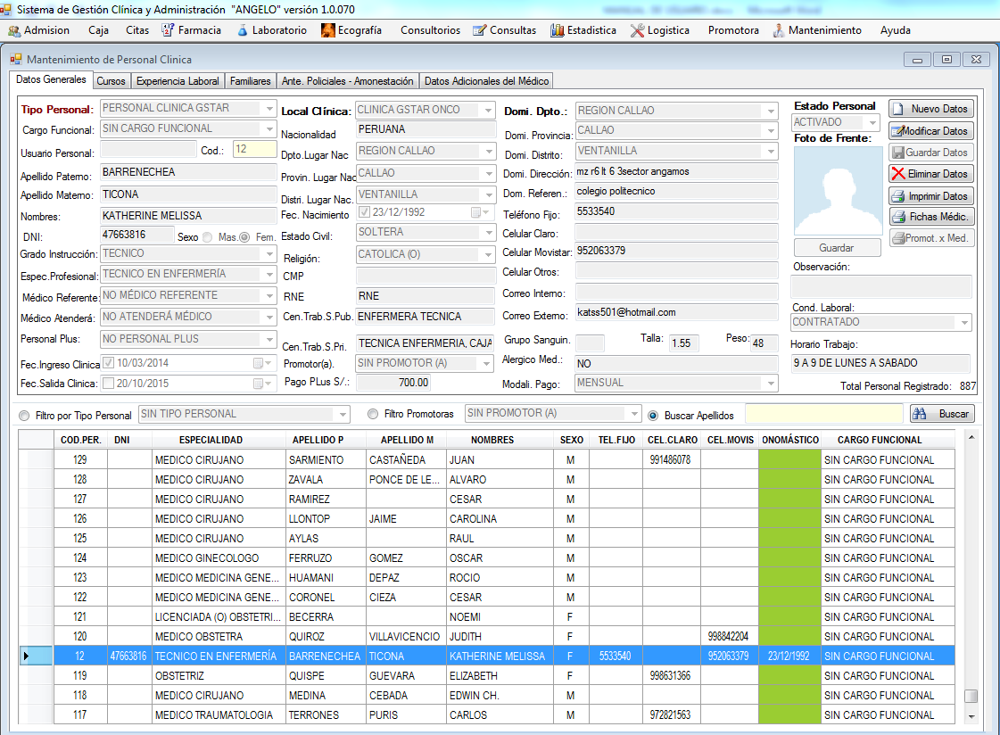 Sistema de Gestión Clínica y Administración "ANGELO" versión 1.0.070
Admision Caja Citas Farmacia Laboratorio Ecografía Consultorios Consultas Estadistica Logistica Promotora Mantenimiento Ayuda
Mantenimiento de Personal Clinica
Datos Generales Cursos Experiencia Laboral Familiares Ante. Policiales - Amonestación Datos Adicionales del Médico
Tipo Personal: PERSONAL CLINICA GSTAR
Cargo Funcional: SIN CARGO FUNCIONAL
Usuario Personal: Cod.: 12
Apellido Paterno: BARRENECHEA
Apellido Materno: TICONA
Nombres: KATHERINE MELISSA
DNI: 47663816 Sexo Mas. Fem.
Grado Instrucción: TECNICO
Espec.Profesional: TECNICO EN ENFERMERÍA
Médico Referente: NO MÉDICO REFERENTE
Médico Atenderá: NO ATENDERÁ MÉDICO
Personal Plus: NO PERSONAL PLUS
Fec.Ingreso Clinica 10/03/2014
Fec.Salida Clinica: 20/10/2015
Local Clínica: CLINICA GSTAR ONCO
Nacionalidad PERUANA
Dpto.Lugar Nac REGION CALLAO
Provin. Lugar Nac CALLAO
Distri. Lugar Nac. VENTANILLA
Fec. Nacimiento 23/12/1992
Estado Civil: SOLTERA
Religión: CATOLICA (O)
CMP
RNE RNE
Cen.Trab.S.Pub. ENFERMERA TECNICA
Cen.Trab.S.Pri. TECNICA ENFERMERIA, CAJA
Promotor(a). SIN PROMOTOR (A)
Pago PLus S/.: 700.00
Domi. Dpto.: REGION CALLAO
Domi. Provincia: CALLAO
Domi. Distrito: VENTANILLA
Domi. Dirección: mz r6 lt 6 3sector angamos
Dom. Referen.: colegio politecnico
Teléfono Fijo: 5533540
Celular Claro:
Celular Movistar: 952063379
Celular Otros:
Correo Interno:
Correo Externo: katss501@hotmail.com
Grupo Sanguin. Talla: 1.55 Peso: 48
Alergico Med.: NO
Modali. Pago: MENSUAL
Estado Personal
ACTIVADO
Foto de Frente:
Guardar
Observación:
Cond. Laboral:
CONTRATADO
Horario Trabajo:
9 A 9 DE LUNES A SABADO
Total Personal Registrado: 887
Nuevo Datos
Modificar Datos
Guardar Datos
Eliminar Datos
Imprimir Datos
Fichas Médic.
Promot. x Med.
Filtro por Tipo Personal SIN TIPO PERSONAL Filtro Promotoras SIN PROMOTOR (A) Buscar Apellidos Buscar
COD.PER. DNI ESPECIALIDAD APELLIDO P APELLIDO M NOMBRES SEXO TEL.FIJO CEL.CLARO CEL.MOVIS ONOMÁSTICO CARGO FUNCIONAL
129 MEDICO CIRUJANO SARMIENTO CASTAÑEDA JUAN M 991486078 SIN CARGO FUNCIONAL
128 MEDICO CIRUJANO ZAVALA PONCE DE LE... ALVARO M SIN CARGO FUNCIONAL
127 MEDICO CIRUJANO RAMIREZ CESAR M SIN CARGO FUNCIONAL
126 MEDICO CIRUJANO LLONTOP JAIME CAROLINA M SIN CARGO FUNCIONAL
125 MEDICO CIRUJANO AYLAS RAUL M SIN CARGO FUNCIONAL
124 MEDICO GINECOLOGO FERRUZO GOMEZ OSCAR M SIN CARGO FUNCIONAL
123 MEDICO MEDICINA GENE... HUAMANI DEPAZ ROCIO M SIN CARGO FUNCIONAL
122 MEDICO MEDICINA GENE... CORONEL CIEZA CESAR M SIN CARGO FUNCIONAL
121 LICENCIADA (O) OBSTETRI... BECERRA NOEMI F SIN CARGO FUNCIONAL
120 MEDICO OBSTETRA QUIROZ VILLAVICENCIO JUDITH F 998842204 SIN CARGO FUNCIONAL
12 47663816 TECNICO EN ENFERMERÍA BARRENECHEA TICONA KATHERINE MELISSA F 5533540 952063379 23/12/1992 SIN CARGO FUNCIONAL
119 OBSTETRIZ QUISPE GUEVARA ELIZABETH F 998631366 SIN CARGO FUNCIONAL
118 MEDICO CIRUJANO MEDINA CEBADA EDWIN CH. M SIN CARGO FUNCIONAL
117 MEDICO TRAUMATOLOGIA TERRONES PURIS CARLOS M 972821563 SIN CARGO FUNCIONAL